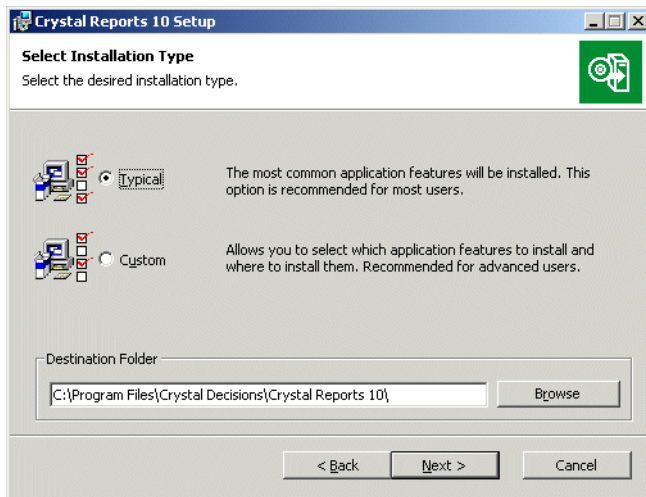 Crystal Reports 10 Setup
Select Installation Type
Select the desired installation type.
Typical
The most common application features will be installed. This
option is recommended for most users.
Custom
Allows you to select which application features to install and
where to install them. Recommended for advanced users.
Destination Folder
C:\Program Files\Crystal Decisions\Crystal Reports 10\
Browse
< Back
Next >
Cancel